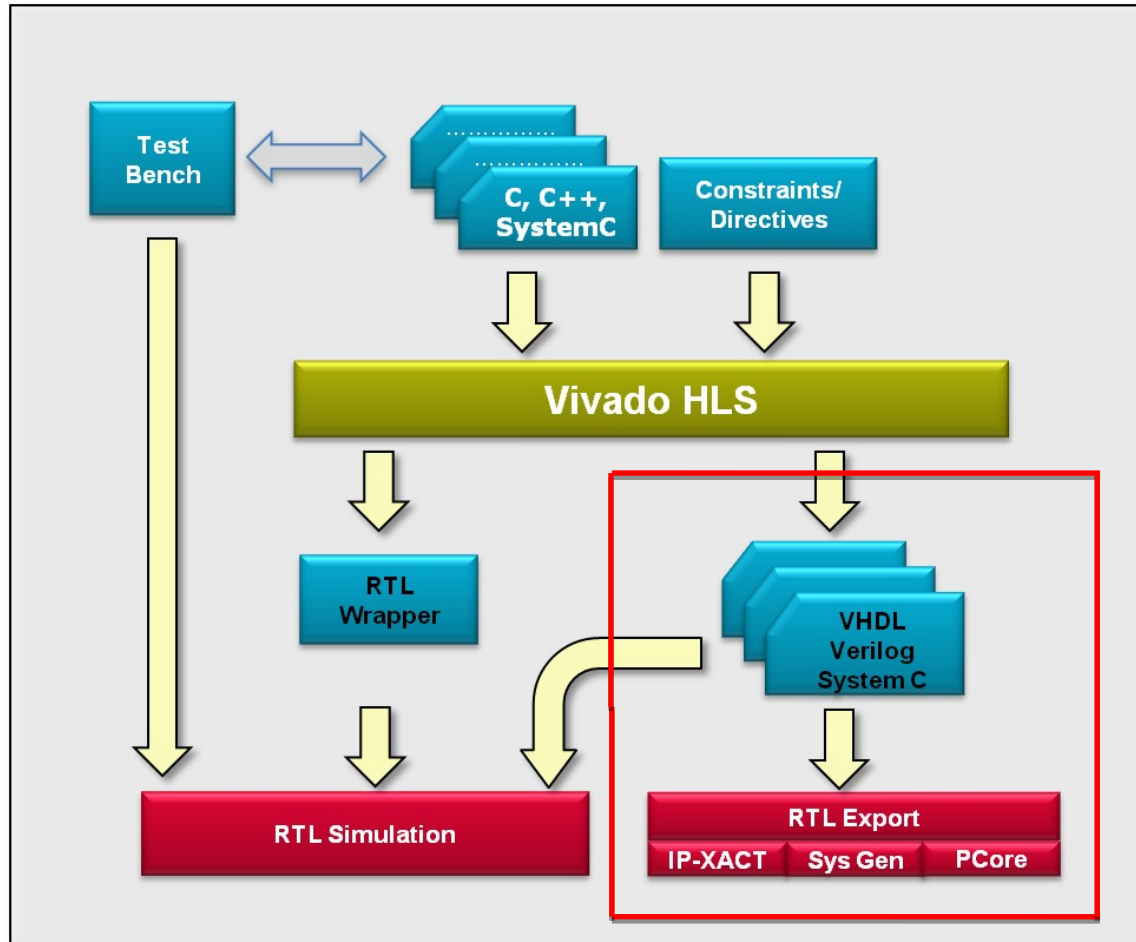 Test
Bench
……………
……………
C, C++,
SystemC
Constraints/
Directives
Vivado HLS
RTL
Wrapper
VHDL
Verilog
System C
RTL Simulation
RTL Export
IP-XACT
Sys Gen
PCore